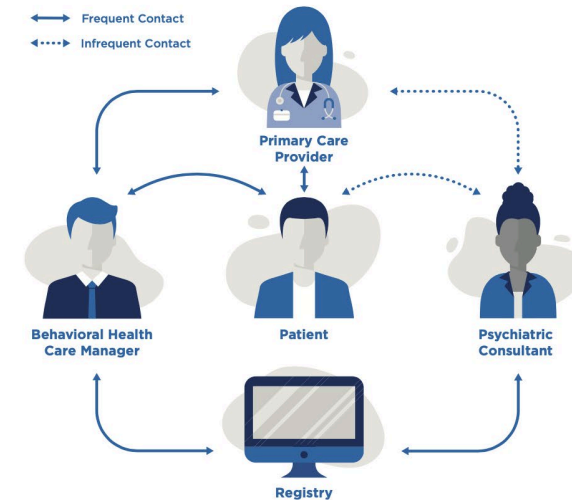 Frequent Contact
Infrequent Contact
Primary Care
Provider
Behavioral Health
Care Manager
Patient
Psychiatric
Consultant
Registry